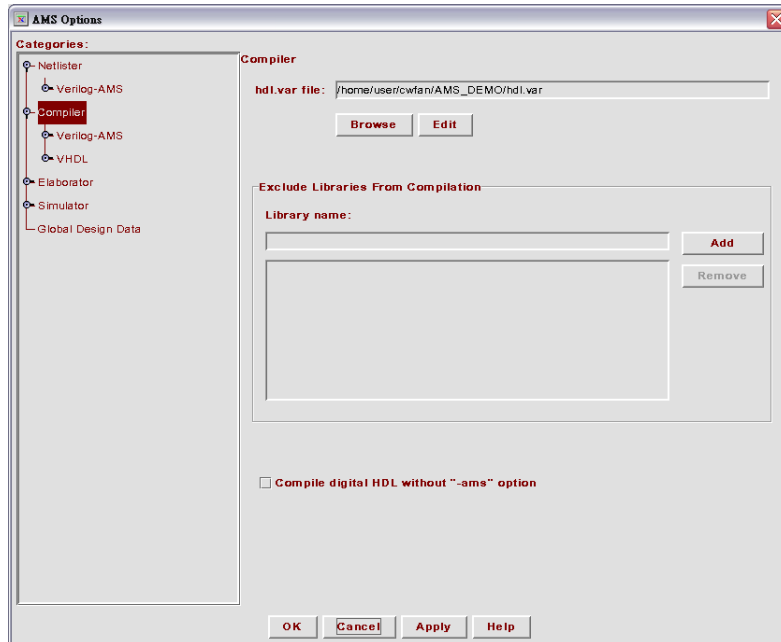 AMS Options
Categories:
Netlister
Verilog-AMS
Compiler
Verilog-AMS
VHDL
Elaborator
Simulator
Global Design Data
Compiler
hdl.var file: /home/user/cwfan/AMS_DEMO/hdl.var
Browse Edit
Exclude Libraries From Compilation
Library name:
Add
Remove
Compile digital HDL without "-ams" option
OK Cancel Apply Help